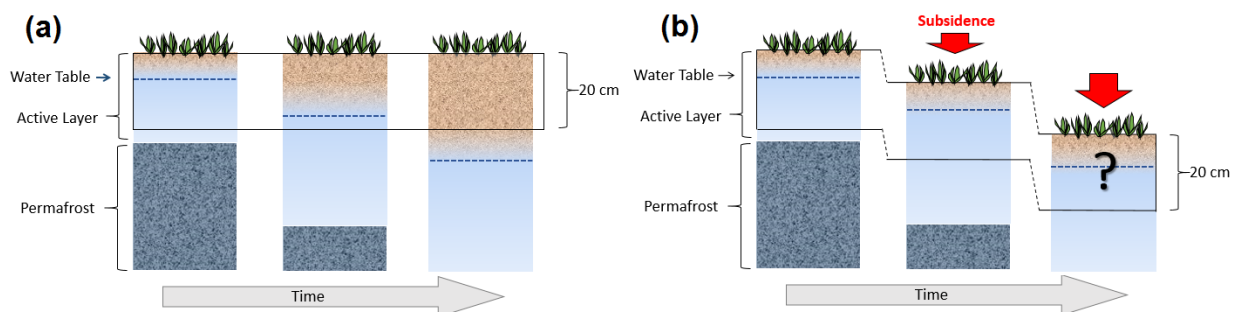 (a)
Water Table
Active Layer
Permafrost
20 cm
Time
(b)
Subsidence
Water Table
Active Layer
Permafrost
?
20 cm
Time